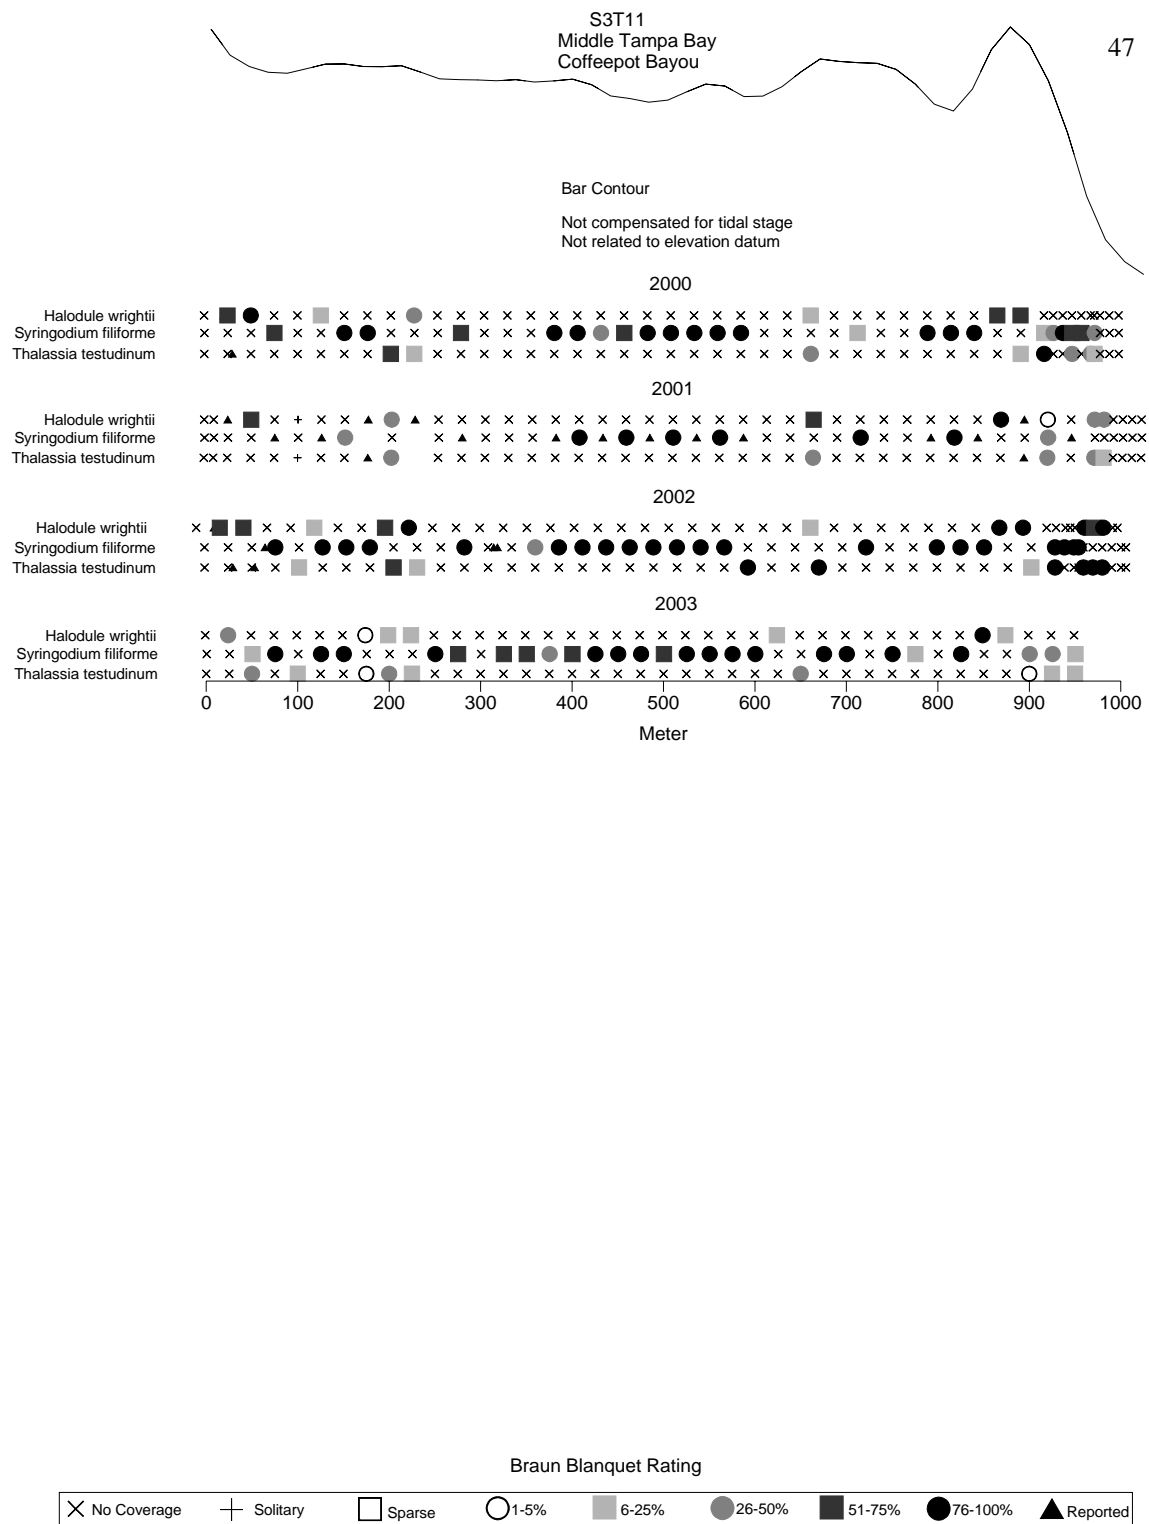 S3T11
Middle Tampa Bay
Coffeepot Bayou
47
Bar Contour
Not compensated for tidal stage
Not related to elevation datum
2000
Halodule wrightii
Syringodium filiforme
Thalassia testudinum
2001
Halodule wrightii
Syringodium filiforme
Thalassia testudinum
2002
Halodule wrightii
Syringodium filiforme
Thalassia testudinum
2003
Halodule wrightii
Syringodium filiforme
Thalassia testudinum
0 100 200 300 400 500 600 700 800 900 1000
Meter
Braun Blanquet Rating
No Coverage Solitary Sparse 1-5% 6-25% 26-50% 51-75% 76-100% Reported